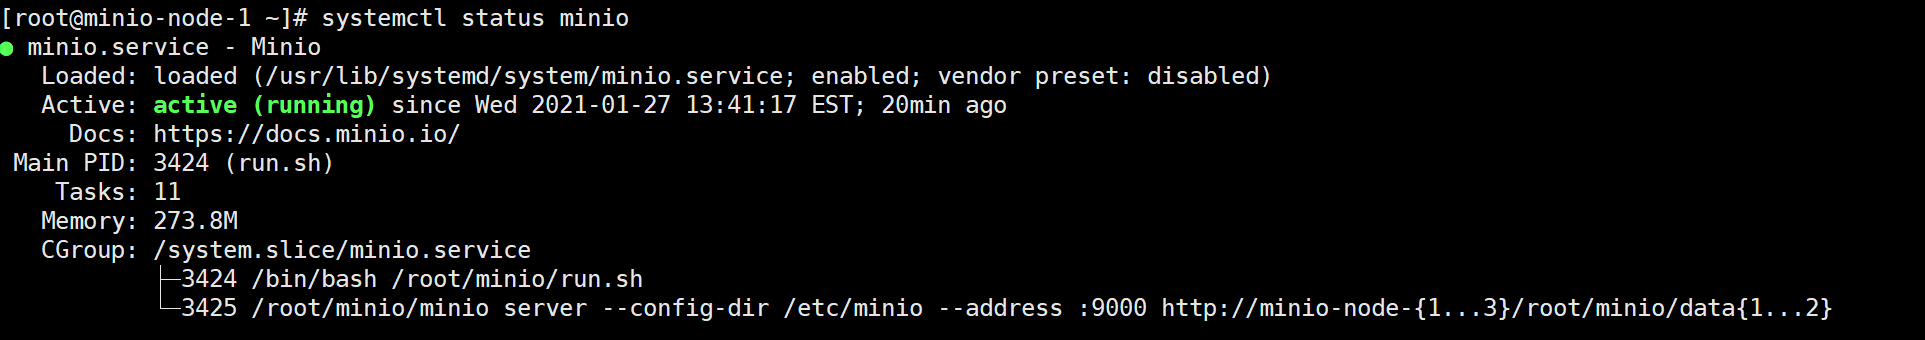 [root@minio-node-1 ~]# systemctl status minio
● minio.service - Minio
   Loaded: loaded (/usr/lib/systemd/system/minio.service; enabled; vendor preset: disabled)
   Active: active (running) since Wed 2021-01-27 13:41:17 EST; 20min ago
     Docs: https://docs.minio.io/
 Main PID: 3424 (run.sh)
    Tasks: 11
   Memory: 273.8M
   CGroup: /system.slice/minio.service
           ├─3424 /bin/bash /root/minio/run.sh
           └─3425 /root/minio/minio server --config-dir /etc/minio --address :9000 http://minio-node-{1...3}/root/minio/data{1...2}